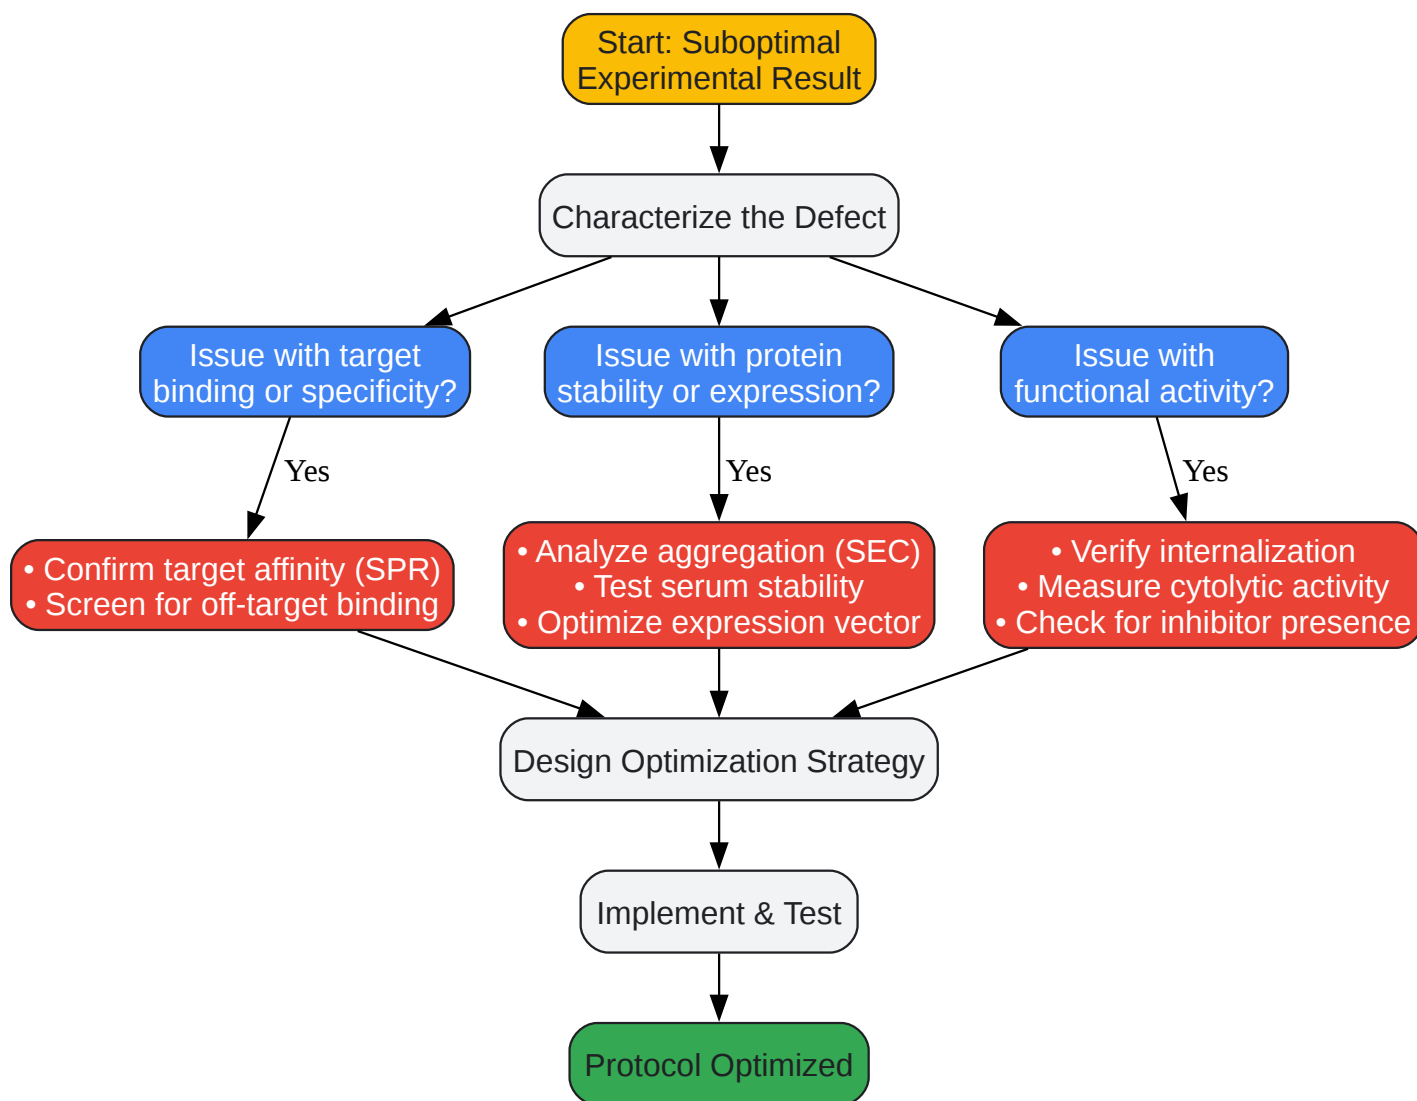 Start: Suboptimal
Experimental Result
Characterize the Defect
Issue with target
binding or specificity?
Issue with protein
stability or expression?
Issue with
functional activity?
Yes
Yes
Yes
• Confirm target affinity (SPR)
• Screen for off-target binding
• Analyze aggregation (SEC)
• Test serum stability
• Optimize expression vector
• Verify internalization
• Measure cytolytic activity
• Check for inhibitor presence
Design Optimization Strategy
Implement & Test
Protocol Optimized